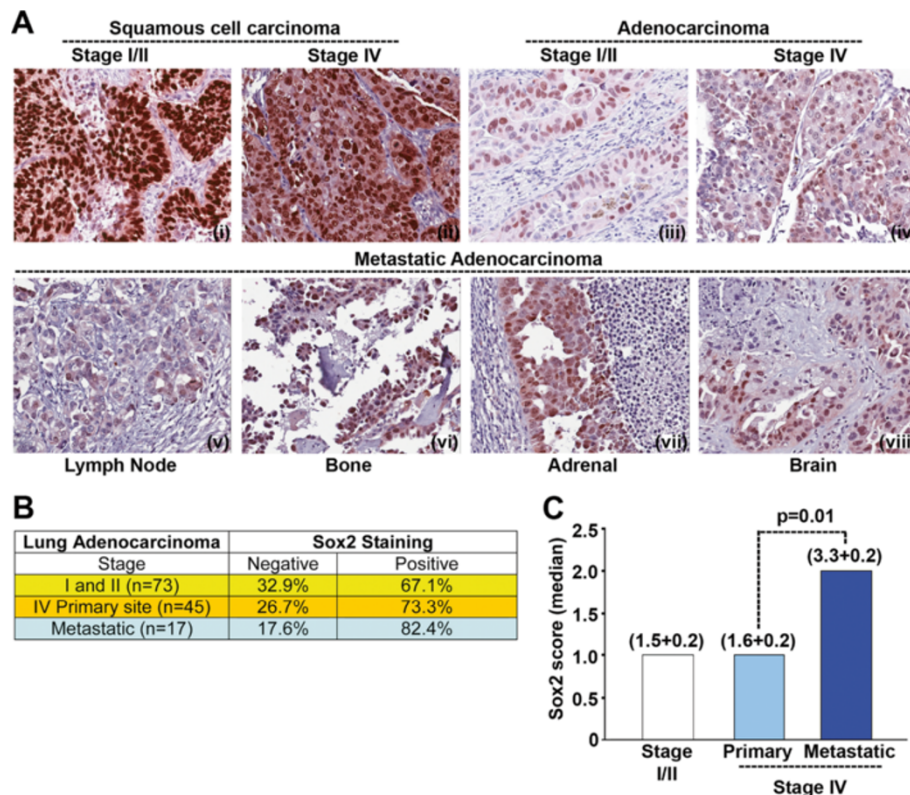 A
Squamous cell carcinoma Adenocarcinoma
Stage I/II Stage IV Stage I/II Stage IV
(i) (ii) (iii) (iv
Metastatic Adenocarcinoma
(v) (vi) (vii) (viii
Lymph Node Bone Adrenal Brain
B
Lung Adenocarcinoma Sox2 Staining
Stage Negative Positive
I and II (n=73) 32.9% 67.1%
IV Primary site (n=45) 26.7% 73.3%
Metastatic (n=17) 17.6% 82.4%
C
p=0.01
Sox2 score (median)
2.5
2.0
1.5
1.0
0.5
0
(1.5+0.2) (1.6+0.2) (3.3+0.2)
Stage I/II Primary Metastatic
Stage IV